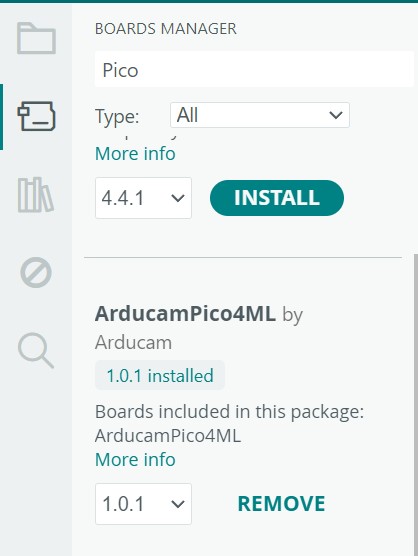 BOARDS MANAGER
Pico
Type: All
More info
4.4.1 INSTALL
ArducamPico4ML by
Arducam
1.0.1 installed
Boards included in this package:
ArducamPico4ML
More info
1.0.1 REMOVE